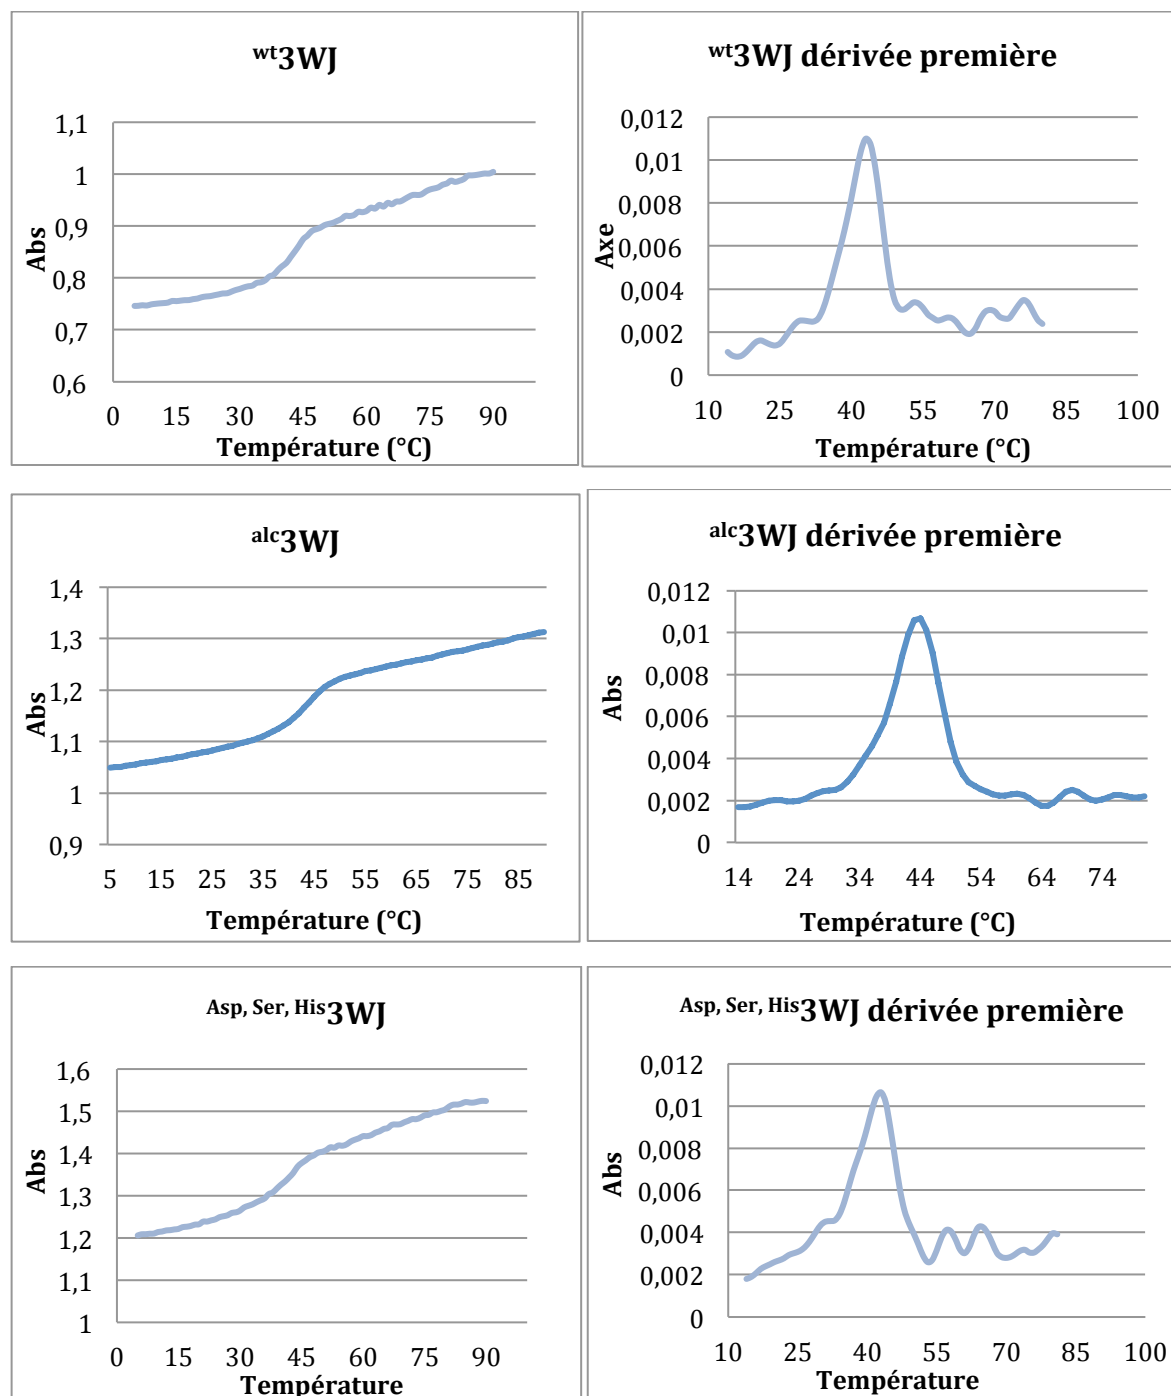 wt3WJ
1,1
1
0,9
0,8
0,7
0,6
Abs
0 15 30 45 60 75 90
Température (°C)
wt3WJ dérivée première
0,012
0,01
0,008
0,006
0,004
0,002
0
Axe
10 25 40 55 70 85 100
Température (°C)
alc3WJ
1,4
1,3
1,2
1,1
1
0,9
Abs
5 15 25 35 45 55 65 75 85
Température (°C)
alc3WJ dérivée première
0,012
0,01
0,008
0,006
0,004
0,002
0
Abs
14 24 34 44 54 64 74
Température (°C)
Asp, Ser, His3WJ
1,6
1,5
1,4
1,3
1,2
1,1
1
Abs
0 15 30 45 60 75 90
Température
Asp, Ser, His3WJ dérivée première
0,012
0,01
0,008
0,006
0,004
0,002
0
Abs
10 25 40 55 70 85 100
Température